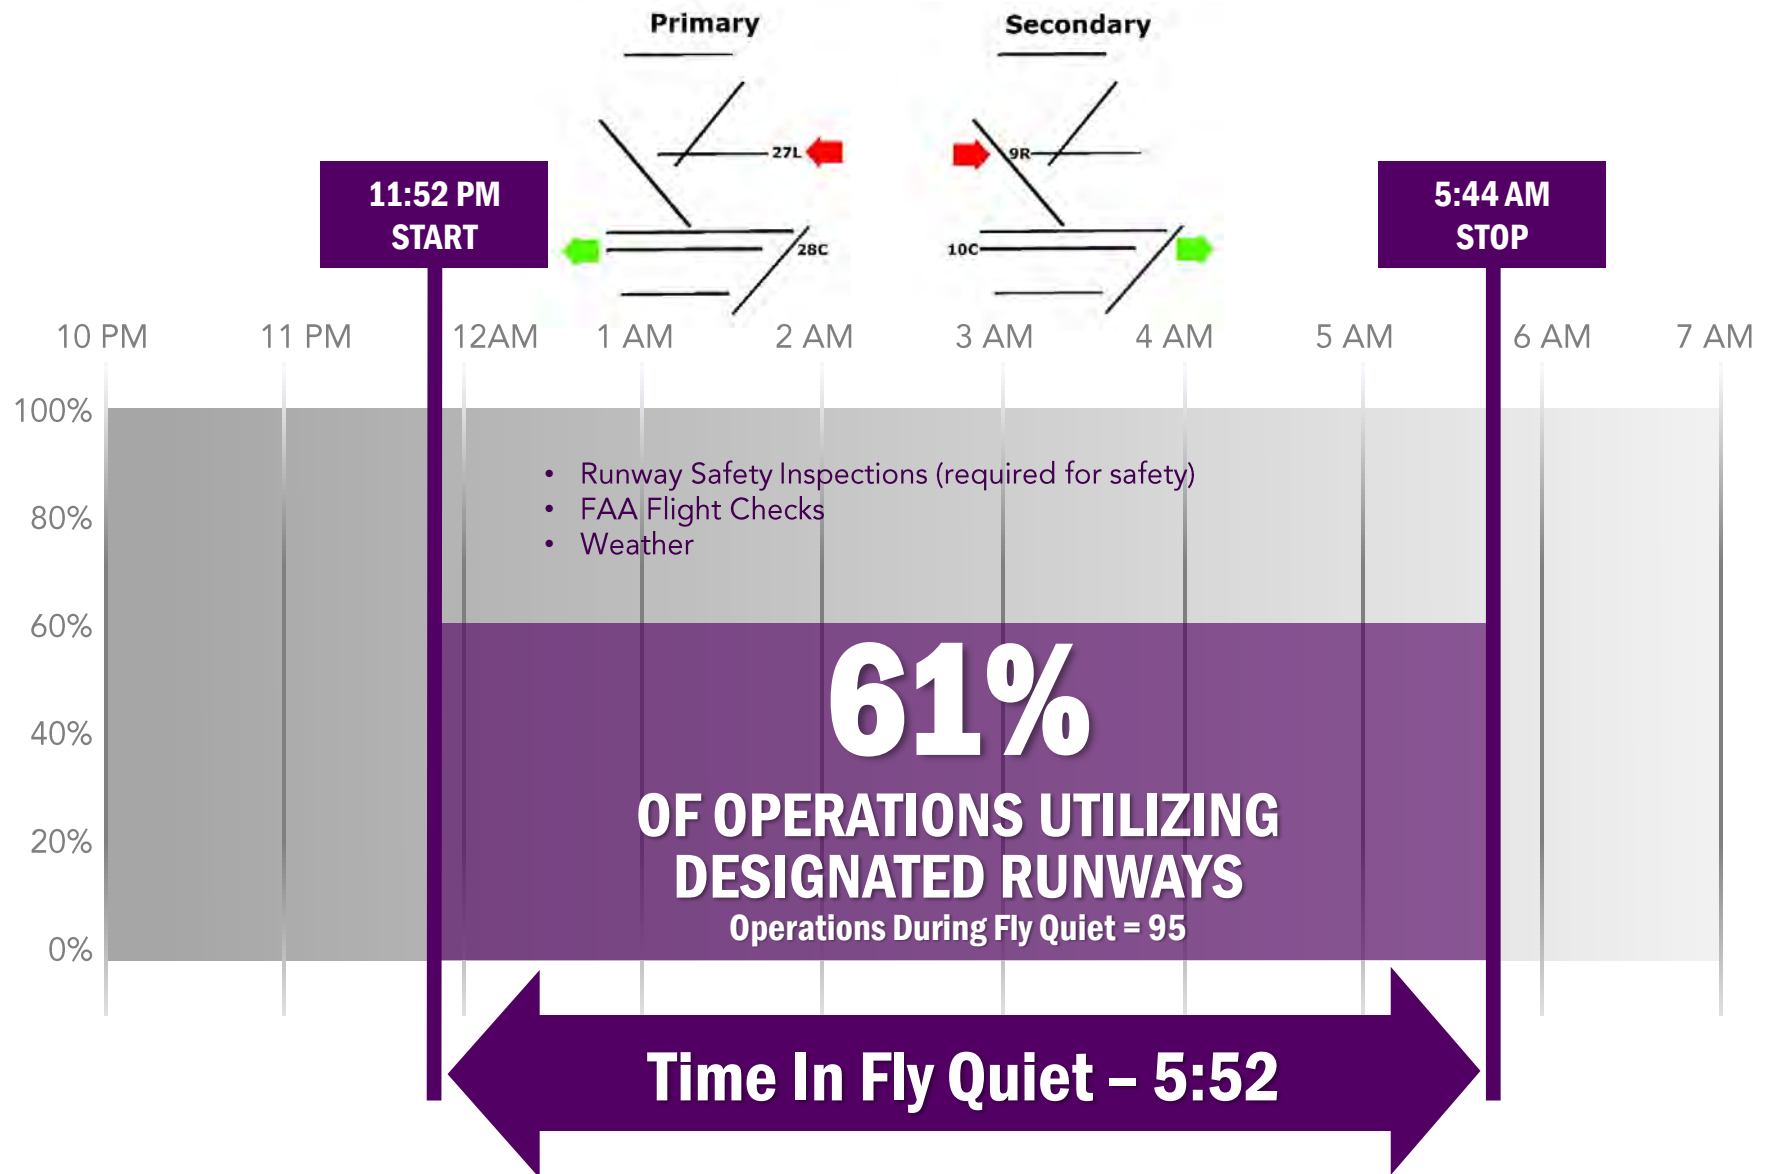 Primary
Secondary
27L
9R
28C
10C
11:52 PM
START
5:44 AM
STOP
10 PM
11 PM
12AM
1 AM
2 AM
3 AM
4 AM
5 AM
6 AM
7 AM
100%
80%
60%
40%
20%
0%
• Runway Safety Inspections (required for safety)
• FAA Flight Checks
• Weather
61%
OF OPERATIONS UTILIZING
DESIGNATED RUNWAYS
Operations During Fly Quiet = 95
Time In Fly Quiet – 5:52